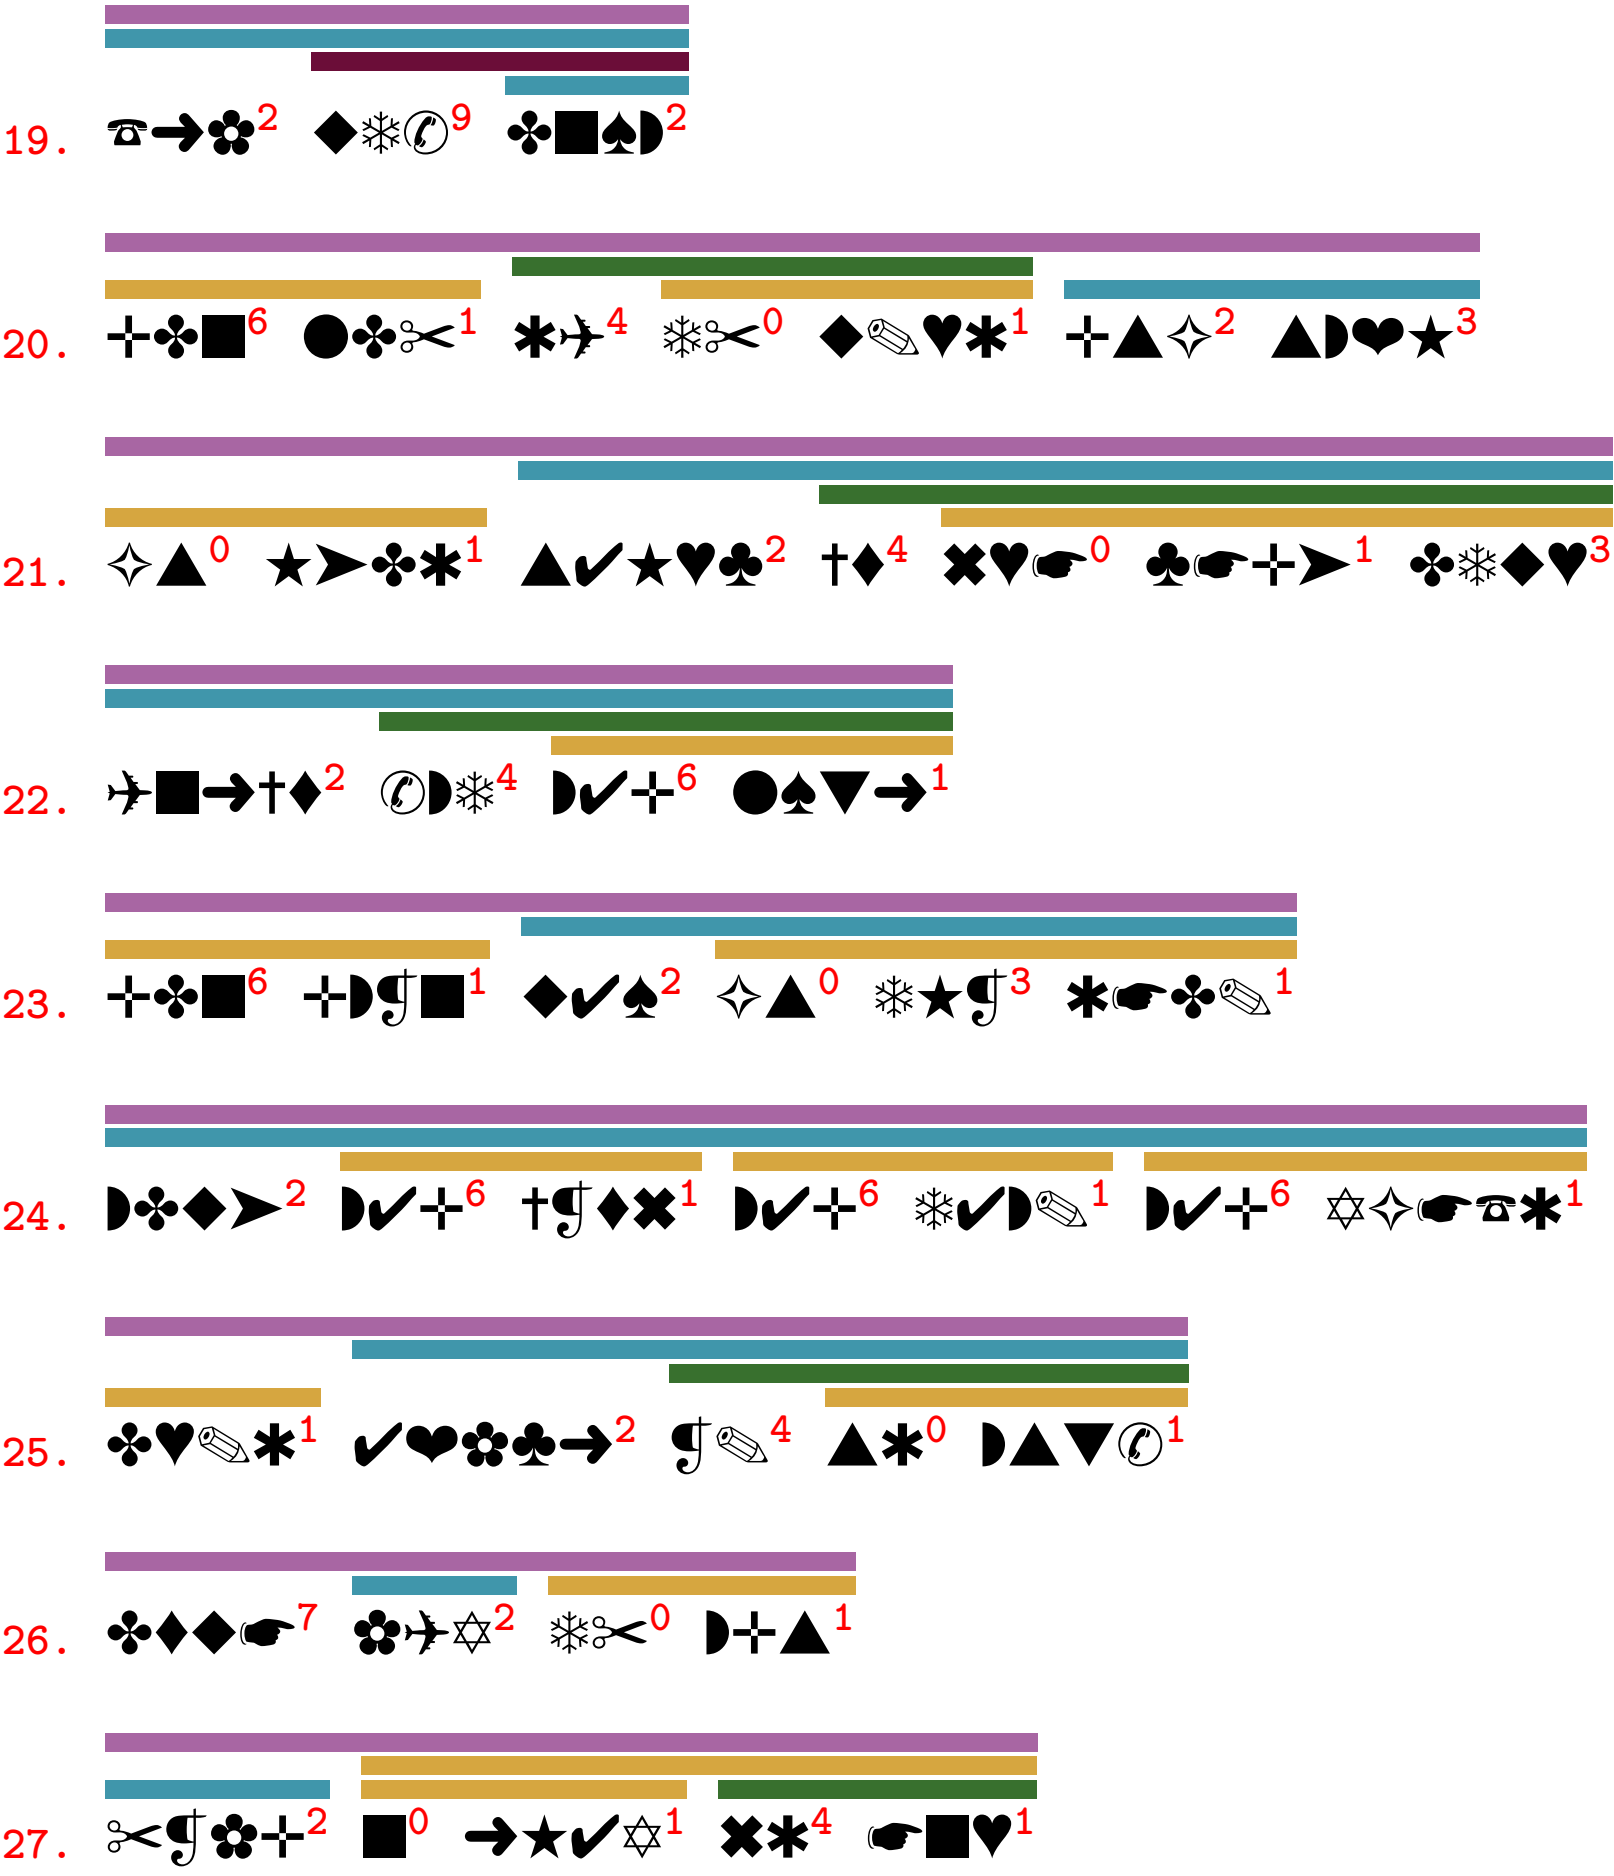 19. ☎➜✿² ◆❄✆⁹ ✤■♠◗²
20. ✢✤■⁶ ●✤✂¹ ✱✈⁴ ❄✂⁰ ◆✎♥✱¹ ✢▲✧² ▲◗❤★³
21. ✧▲⁰ ★➤✤✱¹ ▲✔★♥♣² †♦⁴ ✖♥☛⁰ ♣☛✢➤¹ ✤❄◆♥³
22. ✈■➜†♦² ✆◗❄⁴ ◗✔✢⁶ ●♠▼➜¹
23. ✢✤■⁶ ✢◗❡■¹ ◆✔♠² ✧▲⁰ ❄★❡³ ✱☛✤✎¹
24. ◗✤◆➤² ◗✔✢⁶ †❡♦✖¹ ◗✔✢⁶ ❄✔◗✎¹ ◗✔✢⁶ ✡✧☛☎✱¹
25. ✤♥✎✱¹ ✔❤✿♣➜² ❡✎⁴ ▲✱⁰ ◗▲▼✆¹
26. ✤♦◆☛⁷ ✿✈✡² ❄✂⁰ ◗✢▲¹
27. ✂❡✿✢² ■⁰ ➜★✔✡¹ ✖✱⁴ ☛■♥¹